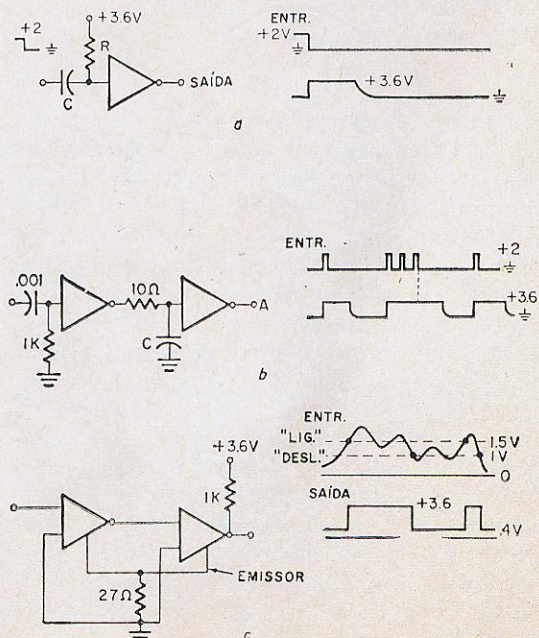 +3.6V
+2
R
C
SAÍDA
a
ENTR.
+2V
+3.6V
.001
1K
10Ω
C
A
b
ENTR.
+2
+3.6
+3.6V
1K
27Ω
EMISSOR
c
ENTR.
"LIG."
1.5V
"DESL."
1V
0
SAÍDA
+3.6
.4V